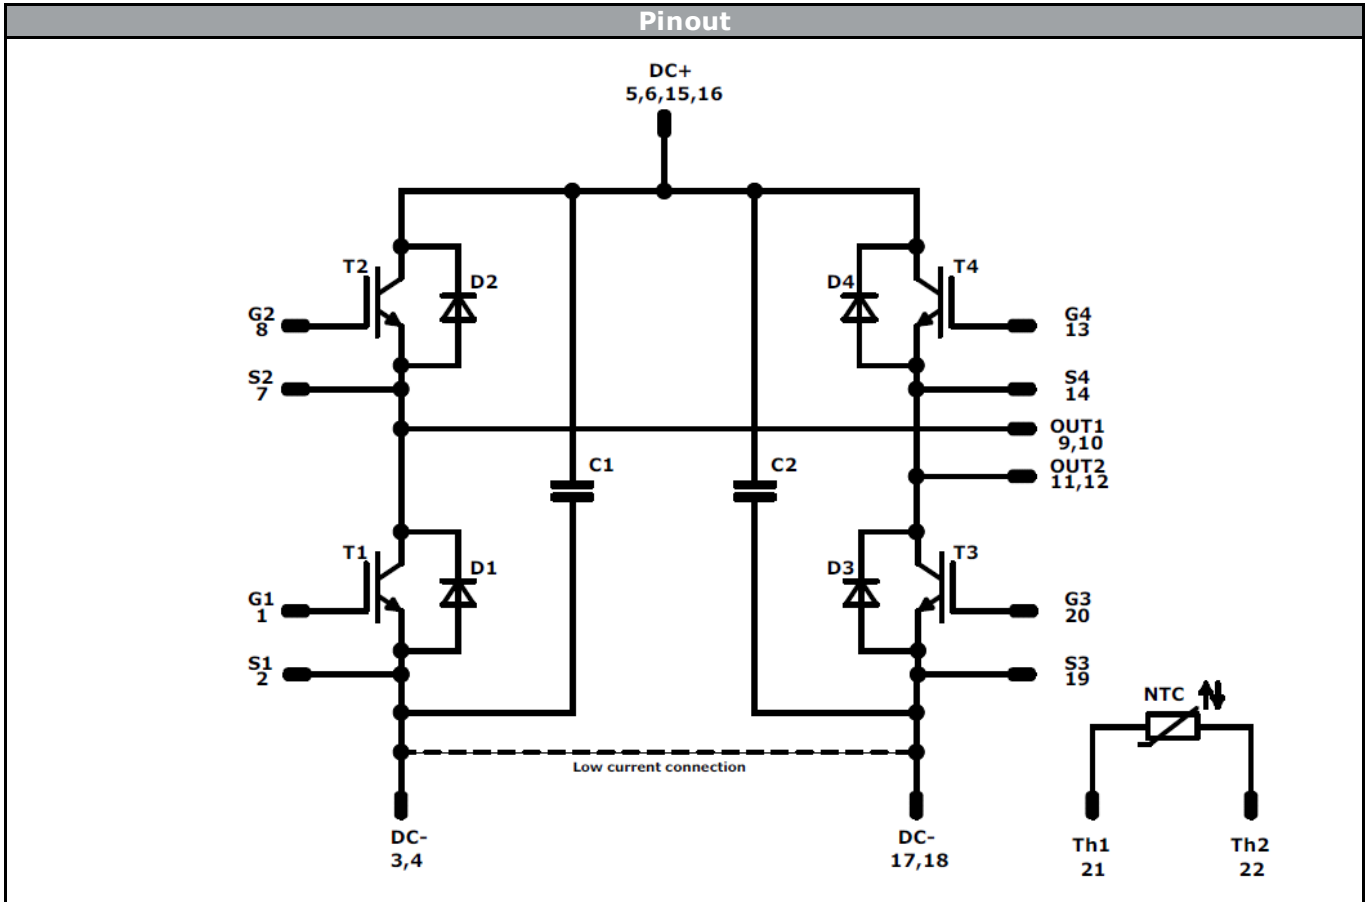 Pinout
DC+
5,6,15,16
T2
D2
D4
T4
G2
8
G4
13
S2
7
S4
14
OUT1
9,10
C1
C2
OUT2
11,12
T1
D1
D3
T3
G1
1
G3
20
S1
2
S3
19
NTC
Low current connection
DC-
3,4
DC-
17,18
Th1
21
Th2
22